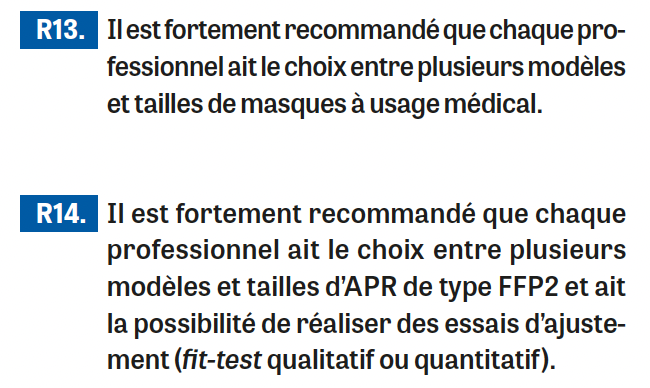 R13. Il est fortement recommandé que chaque pro-
fessionnel ait le choix entre plusieurs modèles
et tailles de masques à usage médical.
R14. Il est fortement recommandé que chaque
professionnel ait le choix entre plusieurs
modèles et tailles d’APR de type FFP2 et ait
la possibilité de réaliser des essais d’ajuste-
ment (fit-test qualitatif ou quantitatif).